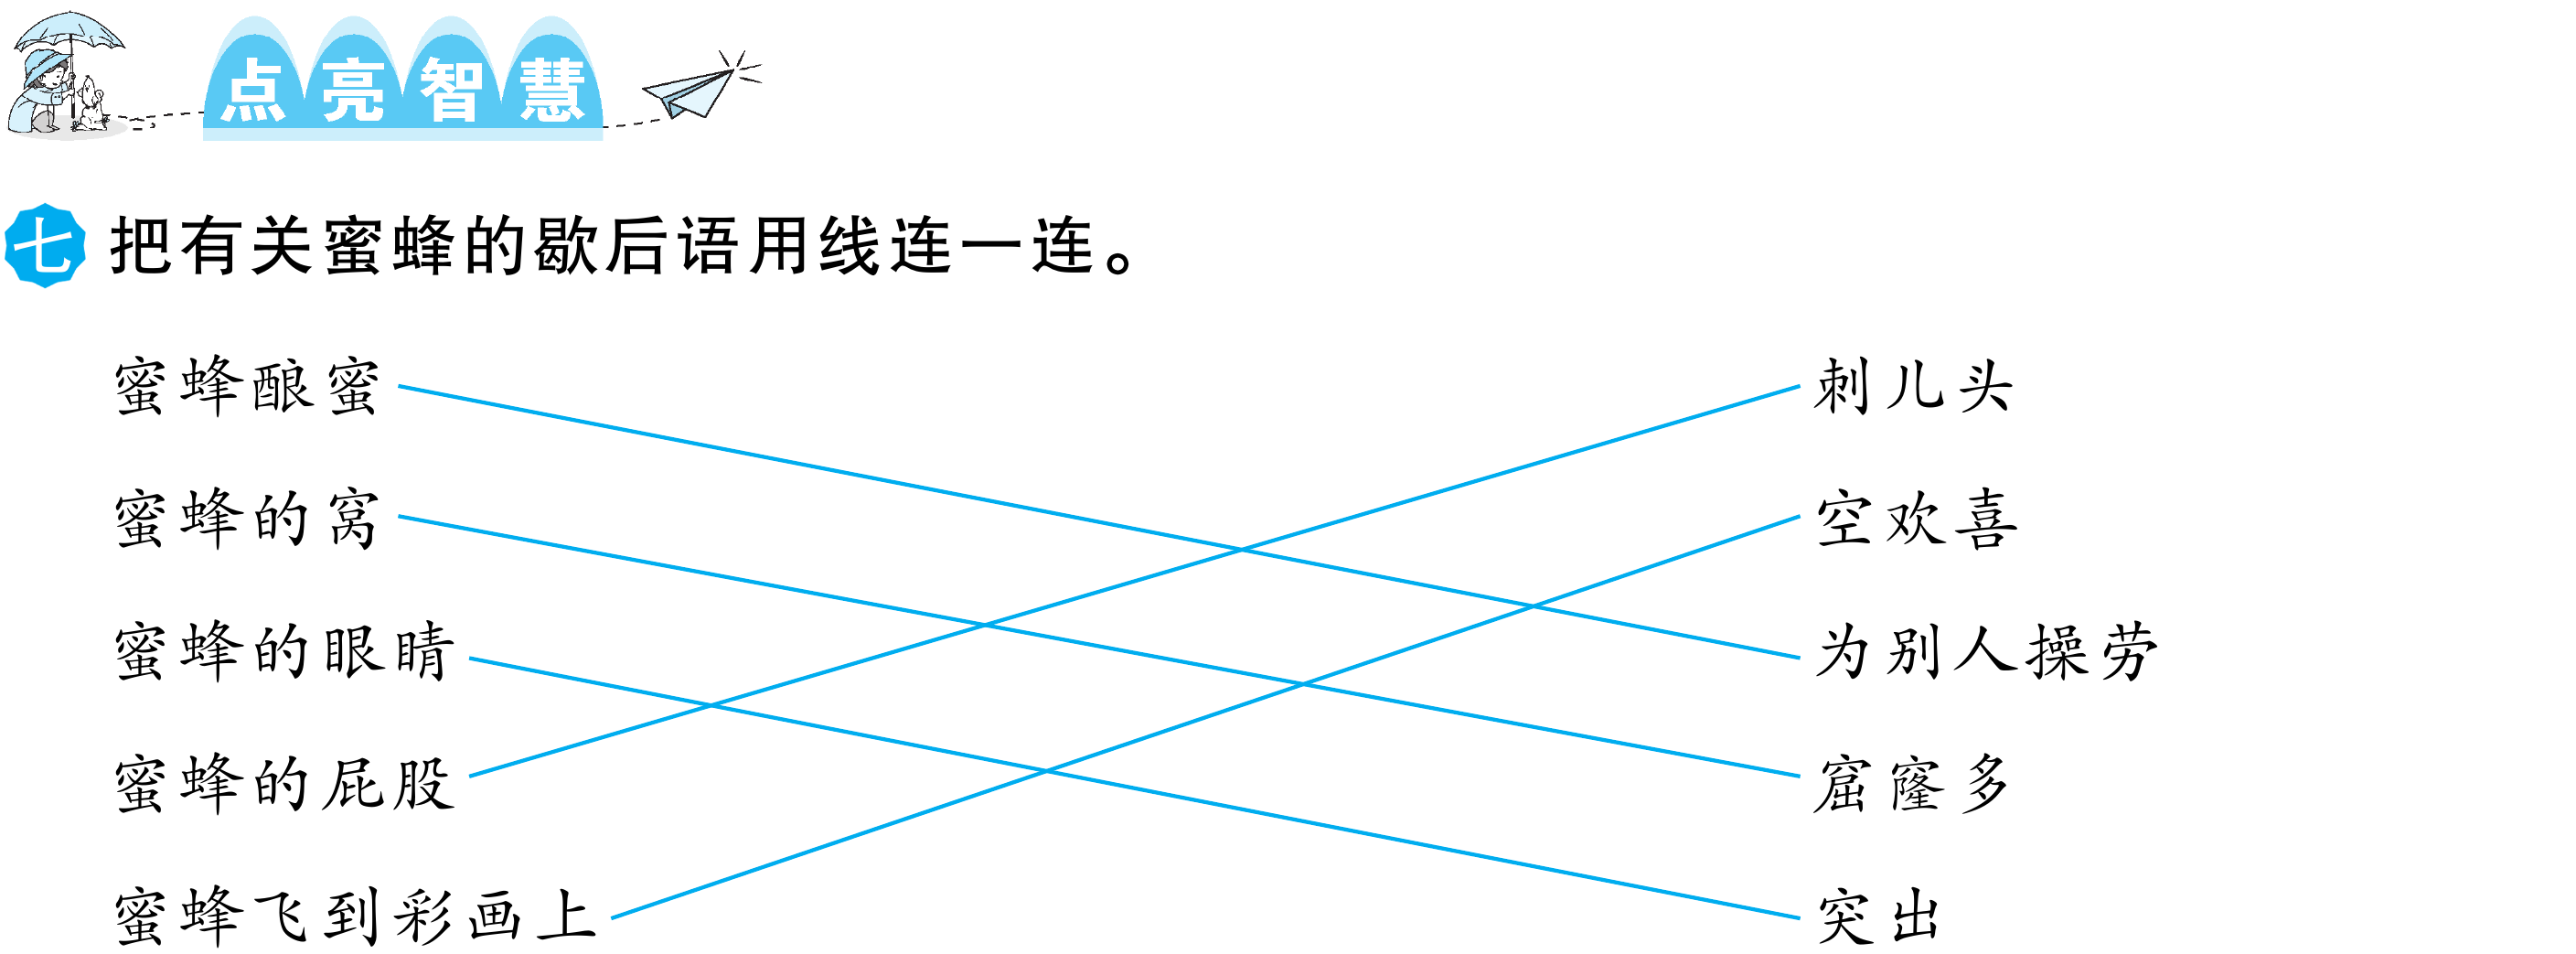 点亮智慧
七 把有关蜜蜂的歇后语用线连一连。
蜜蜂酿蜜 刺儿头
蜜蜂的窝 空欢喜
蜜蜂的眼睛 为别人操劳
蜜蜂的屁股 窟窿多
蜜蜂飞到彩画上 突出